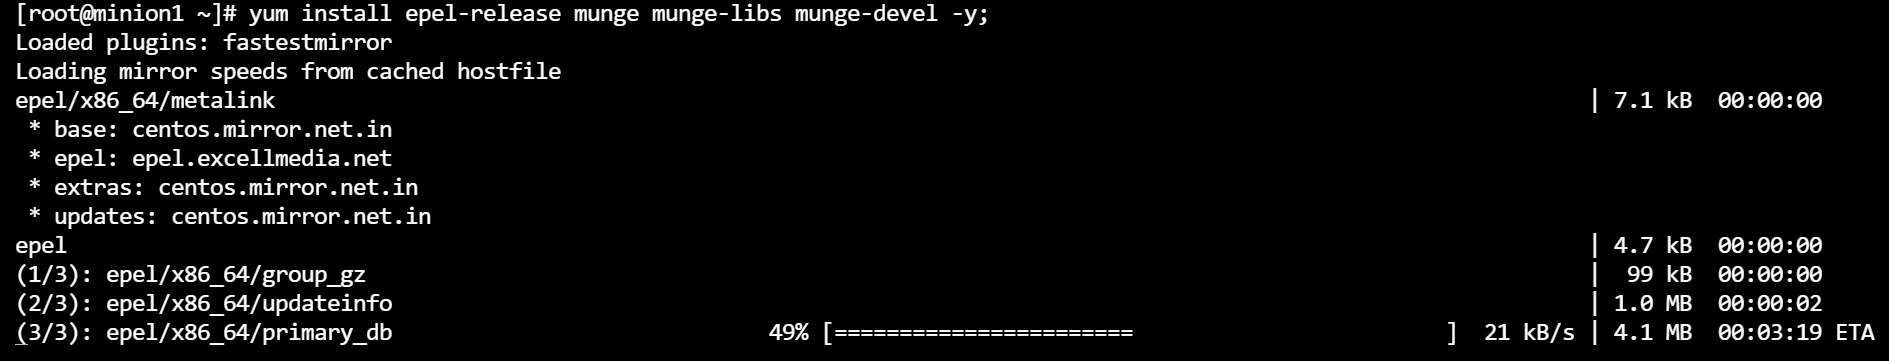 [root@minion1 ~]# yum install epel-release munge munge-libs munge-devel -y;
Loaded plugins: fastestmirror
Loading mirror speeds from cached hostfile
epel/x86_64/metalink | 7.1 kB 00:00:00
* base: centos.mirror.net.in
* epel: epel.excellmedia.net
* extras: centos.mirror.net.in
* updates: centos.mirror.net.in
epel | 4.7 kB 00:00:00
(1/3): epel/x86_64/group_gz | 99 kB 00:00:00
(2/3): epel/x86_64/updateinfo | 1.0 MB 00:00:02
(3/3): epel/x86_64/primary_db 49% [======================= ] 21 kB/s | 4.1 MB 00:03:19 ETA